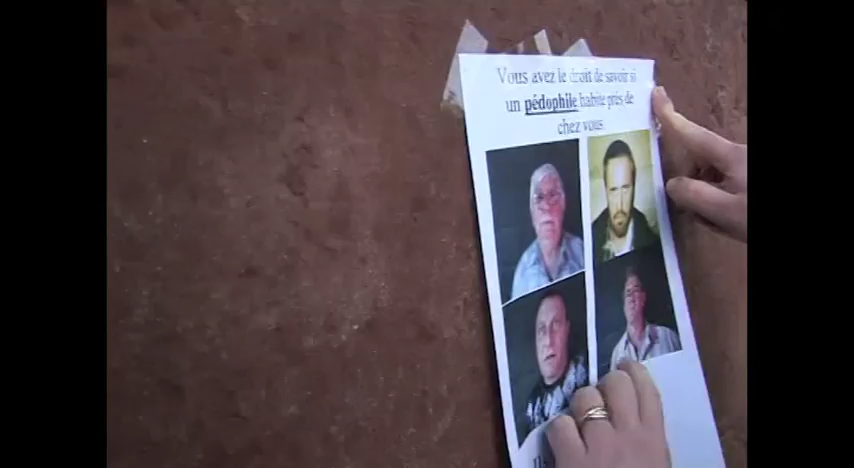 Vous avez le droit de savoir si
un pédophile habite près de
chez vous.